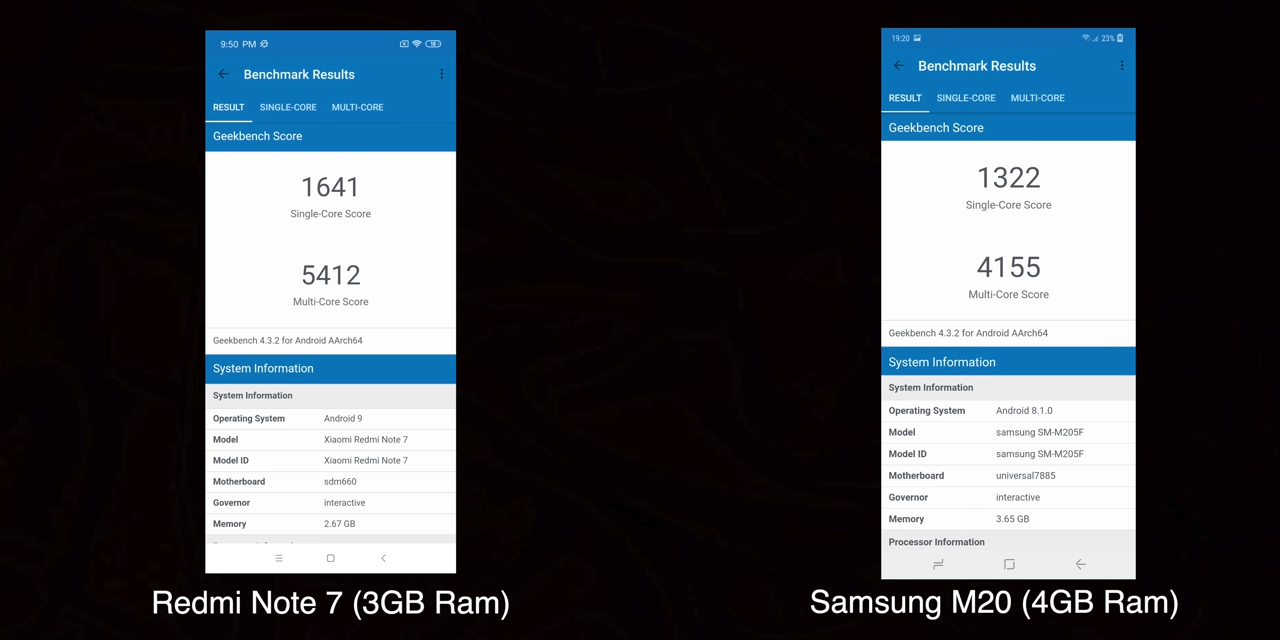 9:50 PM
Benchmark Results
RESULT SINGLE-CORE MULTI-CORE
Geekbench Score
1641
Single-Core Score
5412
Multi-Core Score
Geekbench 4.3.2 for Android AArch64
System Information
System Information
Operating System Android 9
Model Xiaomi Redmi Note 7
Model ID Xiaomi Redmi Note 7
Motherboard sdm660
Governor interactive
Memory 2.67 GB
Redmi Note 7 (3GB Ram)
19:20 23%
Benchmark Results
RESULT SINGLE-CORE MULTI-CORE
Geekbench Score
1322
Single-Core Score
4155
Multi-Core Score
Geekbench 4.3.2 for Android AArch64
System Information
System Information
Operating System Android 8.1.0
Model samsung SM-M205F
Model ID samsung SM-M205F
Motherboard universal7885
Governor interactive
Memory 3.65 GB
Processor Information
Samsung M20 (4GB Ram)